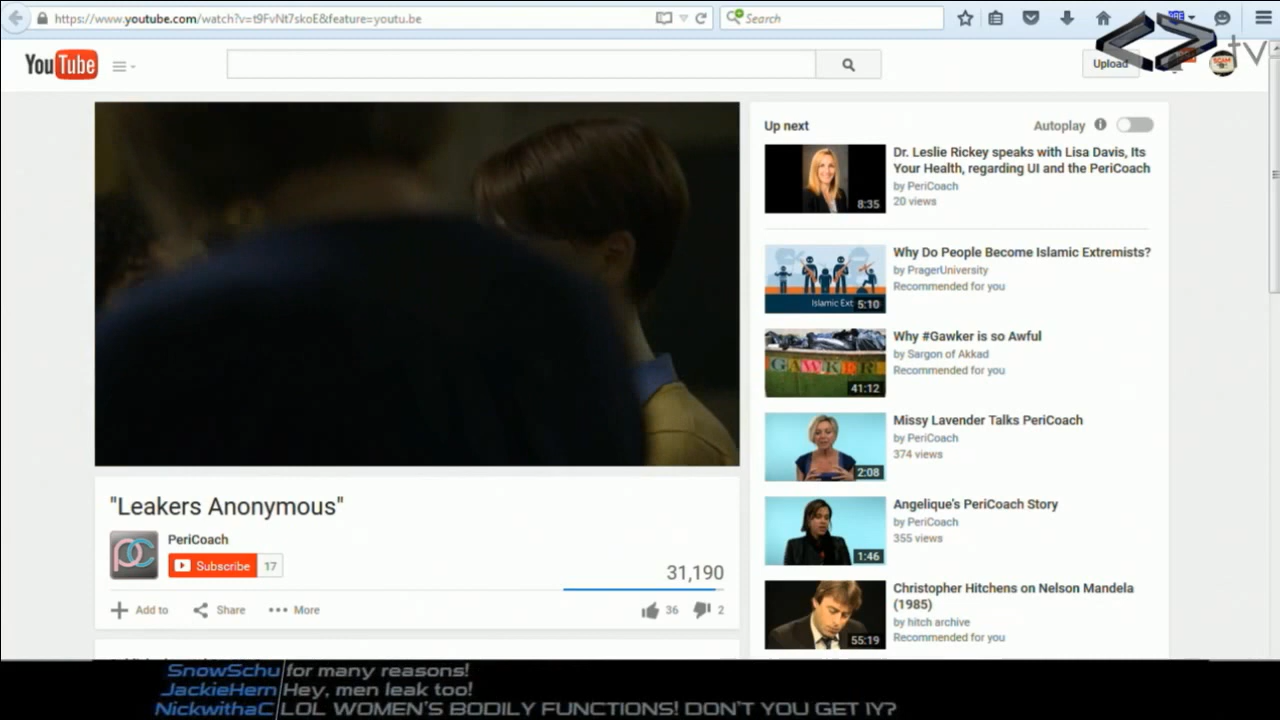 https://www.youtube.com/watch?v=t9FvNt7skoE&feature=youtu.be
Search
YouTube
Upload
tv
Up next
Autoplay
Dr. Leslie Rickey speaks with Lisa Davis, Its
Your Health, regarding UI and the PeriCoach
by PeriCoach
20 views
8:35
Why Do People Become Islamic Extremists?
by PragerUniversity
Recommended for you
Islamic Ext
5:10
Why #Gawker is so Awful
by Sargon of Akkad
Recommended for you
GAWKER
41:12
Missy Lavender Talks PeriCoach
by PeriCoach
374 views
2:08
Angelique's PeriCoach Story
by PeriCoach
355 views
1:46
Christopher Hitchens on Nelson Mandela
(1985)
by hitch archive
Recommended for you
55:19
"Leakers Anonymous"
PeriCoach
Subscribe 17
31,190
Add to Share More 36 2
SnowSchu for many reasons!
JackieHern Hey, men leak too!
NickwithaC LOL WOMEN'S BODILY FUNCTIONS! DON'T YOU GET IY?